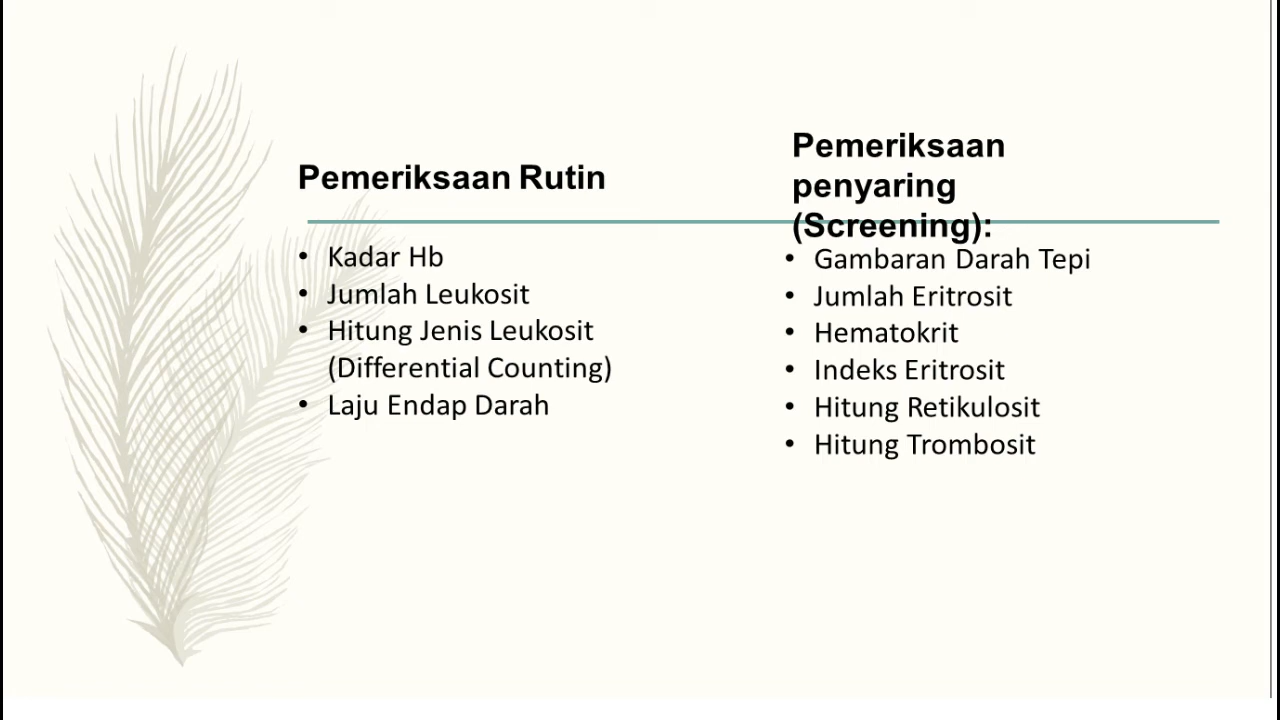 Pemeriksaan Rutin
• Kadar Hb
• Jumlah Leukosit
• Hitung Jenis Leukosit
(Differential Counting)
• Laju Endap Darah
Pemeriksaan
penyaring
(Screening):
• Gambaran Darah Tepi
• Jumlah Eritrosit
• Hematokrit
• Indeks Eritrosit
• Hitung Retikulosit
• Hitung Trombosit